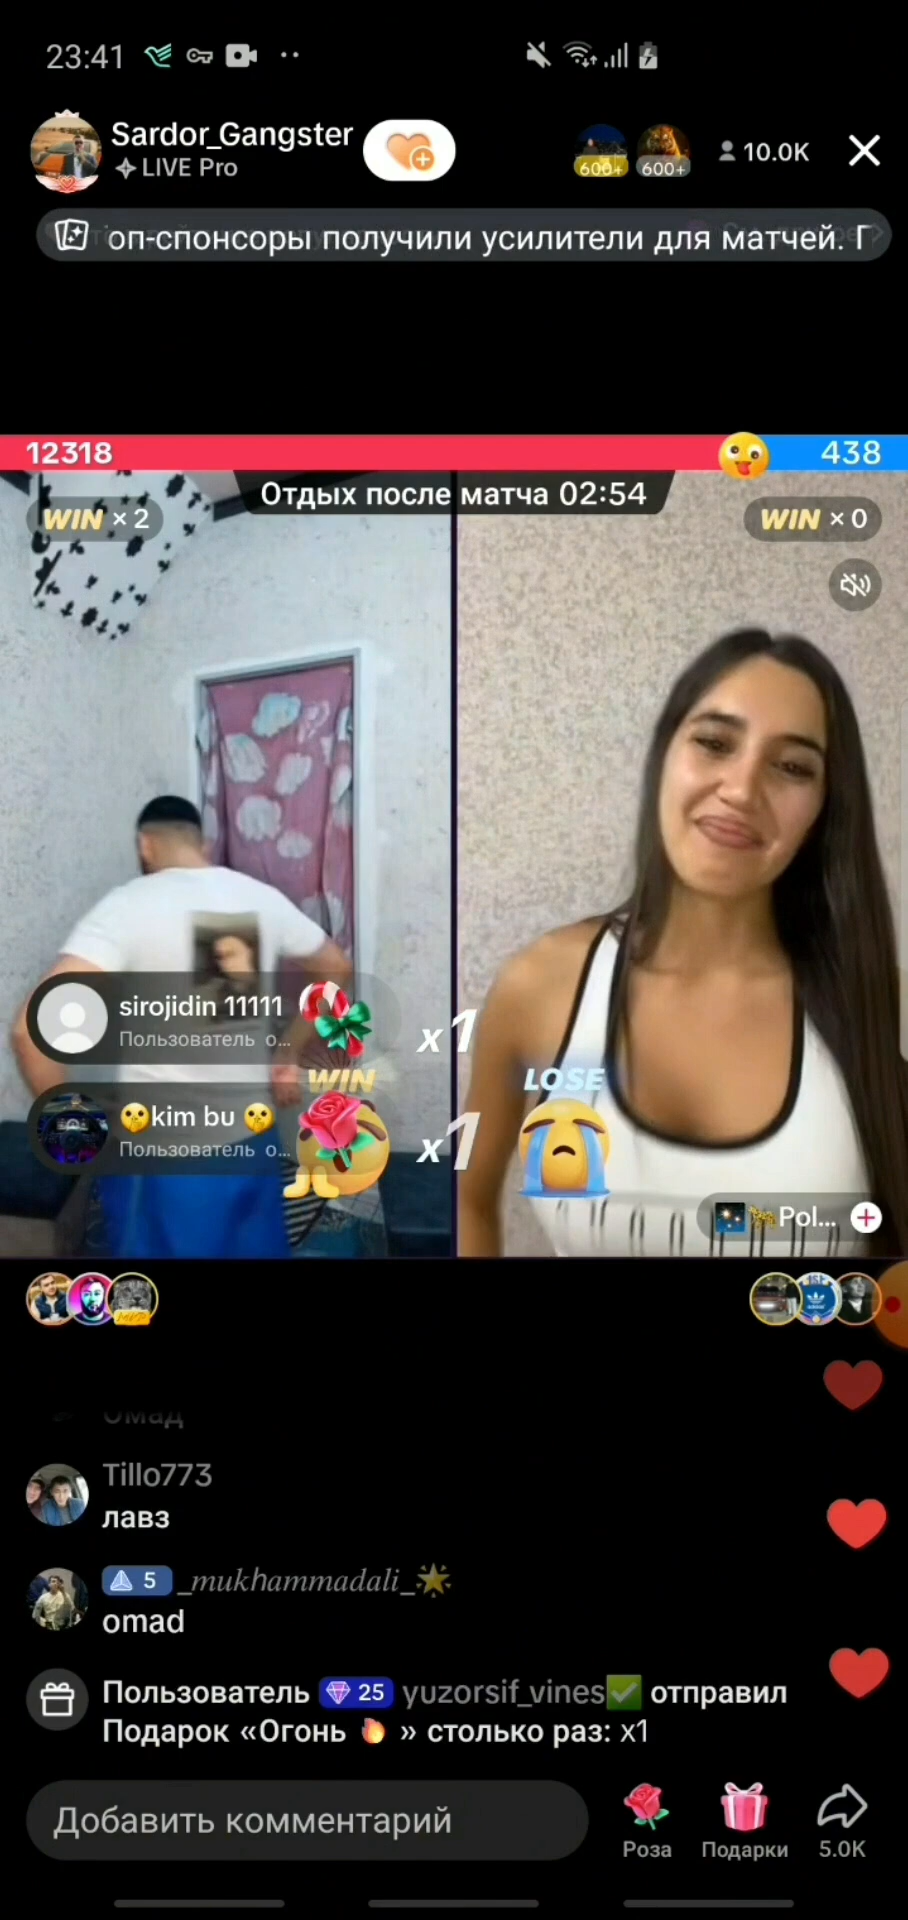 23:41
Sardor_Gangster
LIVE Pro
600+
600+
10.0K
оп-спонсоры получили усилители для матчей. Г
12318
438
Отдых после матча 02:54
WIN × 2
WIN × 0
sirojidin 11111
Пользователь о...
x1
WIN
LOSE
kim bu
Пользователь о...
x1
Pol...
Омад
Tillo773
лавз
5 _mukhammadali_
omad
Пользователь 25 yuzorsif_vines отправил
Подарок «Огонь » столько раз: x1
Добавить комментарий
Роза
Подарки
5.0K